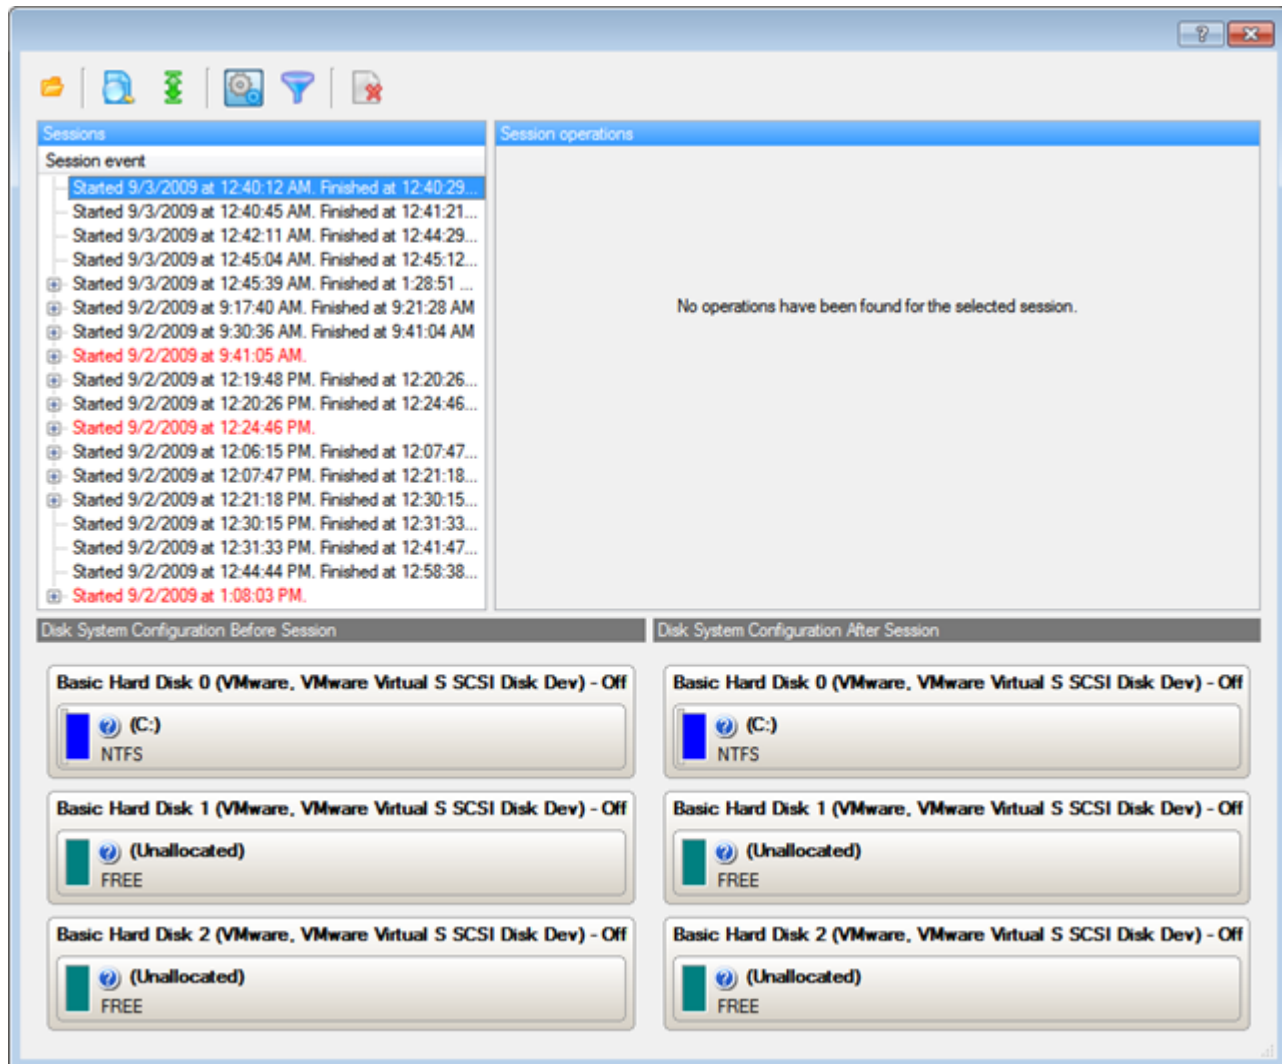 Sessions
Session operations
Session event
Started 9/3/2009 at 12:40:12 AM. Finished at 12:40:29...
Started 9/3/2009 at 12:40:45 AM. Finished at 12:41:21...
Started 9/3/2009 at 12:42:11 AM. Finished at 12:44:29...
Started 9/3/2009 at 12:45:04 AM. Finished at 12:45:12...
Started 9/3/2009 at 12:45:39 AM. Finished at 1:28:51 ...
Started 9/2/2009 at 9:17:40 AM. Finished at 9:21:28 AM
Started 9/2/2009 at 9:30:36 AM. Finished at 9:41:04 AM
Started 9/2/2009 at 9:41:05 AM.
Started 9/2/2009 at 12:19:48 PM. Finished at 12:20:26...
Started 9/2/2009 at 12:20:26 PM. Finished at 12:24:46...
Started 9/2/2009 at 12:24:46 PM.
Started 9/2/2009 at 12:06:15 PM. Finished at 12:07:47...
Started 9/2/2009 at 12:07:47 PM. Finished at 12:21:18...
Started 9/2/2009 at 12:21:18 PM. Finished at 12:30:15...
Started 9/2/2009 at 12:30:15 PM. Finished at 12:31:33...
Started 9/2/2009 at 12:31:33 PM. Finished at 12:41:47...
Started 9/2/2009 at 12:44:44 PM. Finished at 12:58:38...
Started 9/2/2009 at 1:08:03 PM.
No operations have been found for the selected session.
Disk System Configuration Before Session
Basic Hard Disk 0 (VMware, VMware Virtual S SCSI Disk Dev) - Off
(C:)
NTFS
Basic Hard Disk 1 (VMware, VMware Virtual S SCSI Disk Dev) - Off
(Unallocated)
FREE
Basic Hard Disk 2 (VMware, VMware Virtual S SCSI Disk Dev) - Off
(Unallocated)
FREE
Disk System Configuration After Session
Basic Hard Disk 0 (VMware, VMware Virtual S SCSI Disk Dev) - Off
(C:)
NTFS
Basic Hard Disk 1 (VMware, VMware Virtual S SCSI Disk Dev) - Off
(Unallocated)
FREE
Basic Hard Disk 2 (VMware, VMware Virtual S SCSI Disk Dev) - Off
(Unallocated)
FREE